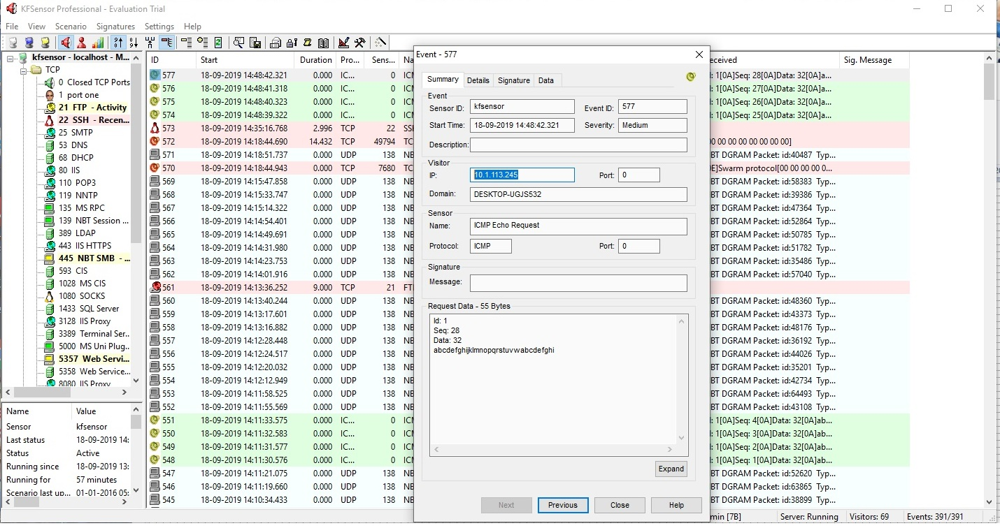 KFSensor Professional - Evaluation Trial
File View Scenario Signatures Settings Help
kfsensor - localhost - M...
TCP
0 Closed TCP Ports
1 port one
21 FTP - Activity
22 SSH - Recen...
25 SMTP
53 DNS
68 DHCP
80 IIS
110 POP3
119 NNTP
135 MS RPC
139 NBT Session ...
389 LDAP
443 IIS HTTPS
445 NBT SMB - ...
593 CIS
1028 MS CIS
1080 SOCKS
1433 SQL Server
3128 IIS Proxy
3389 Terminal Ser...
5000 MS Uni Plug...
5357 Web Servi...
5358 Web Service...
8080 IIS Proxy
Name Value
Sensor kfsensor
Last status 18-09-2019 14:
Status Active
Running since 18-09-2019 13:
Running for 57 minutes
Scenario last up... 01-01-2016 05:
ID Start Duration Pro... Sens... Na eceived Sig. Message
577 18-09-2019 14:48:42.321 0.000 IC... 0 ICM : 1[0A]Seq: 28[0A]Data: 32[0A]a...
576 18-09-2019 14:48:41.318 0.000 IC... 0 ICM : 1[0A]Seq: 27[0A]Data: 32[0A]a...
575 18-09-2019 14:48:40.323 0.000 IC... 0 ICM : 1[0A]Seq: 26[0A]Data: 32[0A]a...
574 18-09-2019 14:48:39.322 0.000 IC... 0 ICM : 1[0A]Seq: 25[0A]Data: 32[0A]a...
573 18-09-2019 14:35:16.768 2.996 TCP 22 SSH
572 18-09-2019 14:18:44.690 14.432 TCP 49794 TC 00 00 00 00 00 00 00 00]
571 18-09-2019 14:18:51.737 0.000 UDP 138 NB BT DGRAM Packet: id:40487 Typ...
570 18-09-2019 14:18:44.943 0.000 TCP 7680 TC E]Swarm protocol[00 00 00 00 0...
569 18-09-2019 14:15:47.858 0.000 UDP 138 NB BT DGRAM Packet: id:58383 Typ...
568 18-09-2019 14:15:33.747 0.000 UDP 138 NB BT DGRAM Packet: id:39386 Typ...
567 18-09-2019 14:15:14.322 0.000 UDP 138 NB BT DGRAM Packet: id:47364 Typ...
566 18-09-2019 14:14:54.401 0.000 UDP 138 NB BT DGRAM Packet: id:52864 Typ...
565 18-09-2019 14:14:49.691 0.000 UDP 138 NB BT DGRAM Packet: id:50785 Typ...
564 18-09-2019 14:14:31.980 0.000 UDP 138 NB BT DGRAM Packet: id:51782 Typ...
563 18-09-2019 14:14:23.753 0.000 UDP 138 NB BT DGRAM Packet: id:35486 Typ...
562 18-09-2019 14:14:01.916 0.000 UDP 138 NB BT DGRAM Packet: id:57040 Typ...
561 18-09-2019 14:13:36.252 9.000 TCP 21 FT
560 18-09-2019 14:13:40.244 0.000 UDP 138 NB BT DGRAM Packet: id:48360 Typ...
559 18-09-2019 14:13:17.601 0.000 UDP 138 NB BT DGRAM Packet: id:43373 Typ...
558 18-09-2019 14:13:16.882 0.000 UDP 138 NB BT DGRAM Packet: id:48176 Typ...
557 18-09-2019 14:12:28.448 0.000 UDP 138 NB BT DGRAM Packet: id:36192 Typ...
556 18-09-2019 14:12:24.517 0.000 UDP 138 NB BT DGRAM Packet: id:44026 Typ...
555 18-09-2019 14:12:20.032 0.000 UDP 138 NB BT DGRAM Packet: id:35201 Typ...
554 18-09-2019 14:12:12.949 0.000 UDP 138 NB BT DGRAM Packet: id:42734 Typ...
553 18-09-2019 14:11:58.525 0.000 UDP 138 NB BT DGRAM Packet: id:64493 Typ...
552 18-09-2019 14:11:55.569 0.000 UDP 138 NB BT DGRAM Packet: id:43108 Typ...
551 18-09-2019 14:11:33.575 0.000 IC... 0 ICM : 1[0A]Seq: 4[0A]Data: 32[0A]ab...
550 18-09-2019 14:11:32.583 0.000 IC... 0 ICM : 1[0A]Seq: 3[0A]Data: 32[0A]ab...
549 18-09-2019 14:11:31.577 0.000 IC... 0 ICM : 1[0A]Seq: 2[0A]Data: 32[0A]ab...
548 18-09-2019 14:11:30.576 0.000 IC... 0 ICM : 1[0A]Seq: 1[0A]Data: 32[0A]ab...
547 18-09-2019 14:11:21.075 0.000 UDP 138 NB BT DGRAM Packet: id:52620 Typ...
546 18-09-2019 14:11:19.660 0.000 UDP 138 NB BT DGRAM Packet: id:63865 Typ...
545 18-09-2019 14:10:34.433 0.000 UDP 138 NB BT DGRAM Packet: id:38899 Typ...
Event - 577
Summary Details Signature Data
Event
Sensor ID: kfsensor Event ID: 577
Start Time: 18-09-2019 14:48:42.321 Severity: Medium
Description:
Visitor
IP: 10.1.113.245 Port: 0
Domain: DESKTOP-UGJS532
Sensor
Name: ICMP Echo Request
Protocol: ICMP Port: 0
Signature
Message:
Request Data - 55 Bytes
Id: 1
Seq: 28
Data: 32
abcdefghijklmnopqrstuvwabcdefghi
Expand
Next Previous Close Help
min [7B] Server: Running Visitors: 69 Events: 391/391